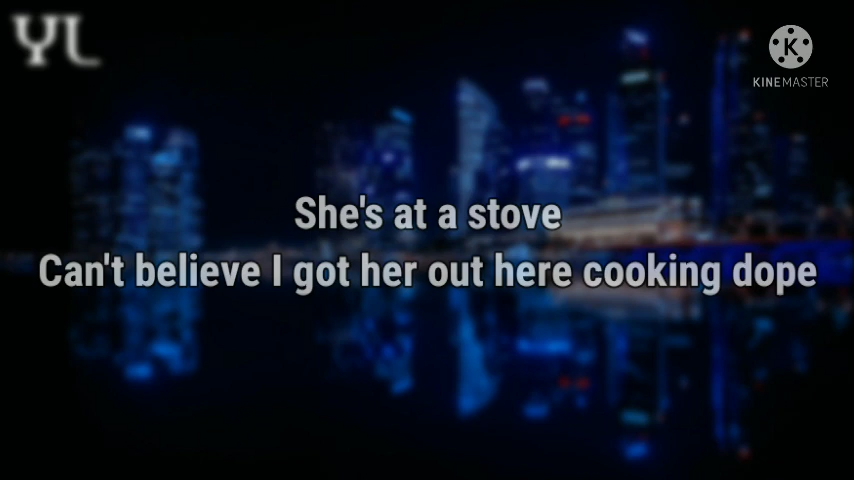 YL
K
KINEMASTER
She's at a stove
Can't believe I got her out here cooking dope